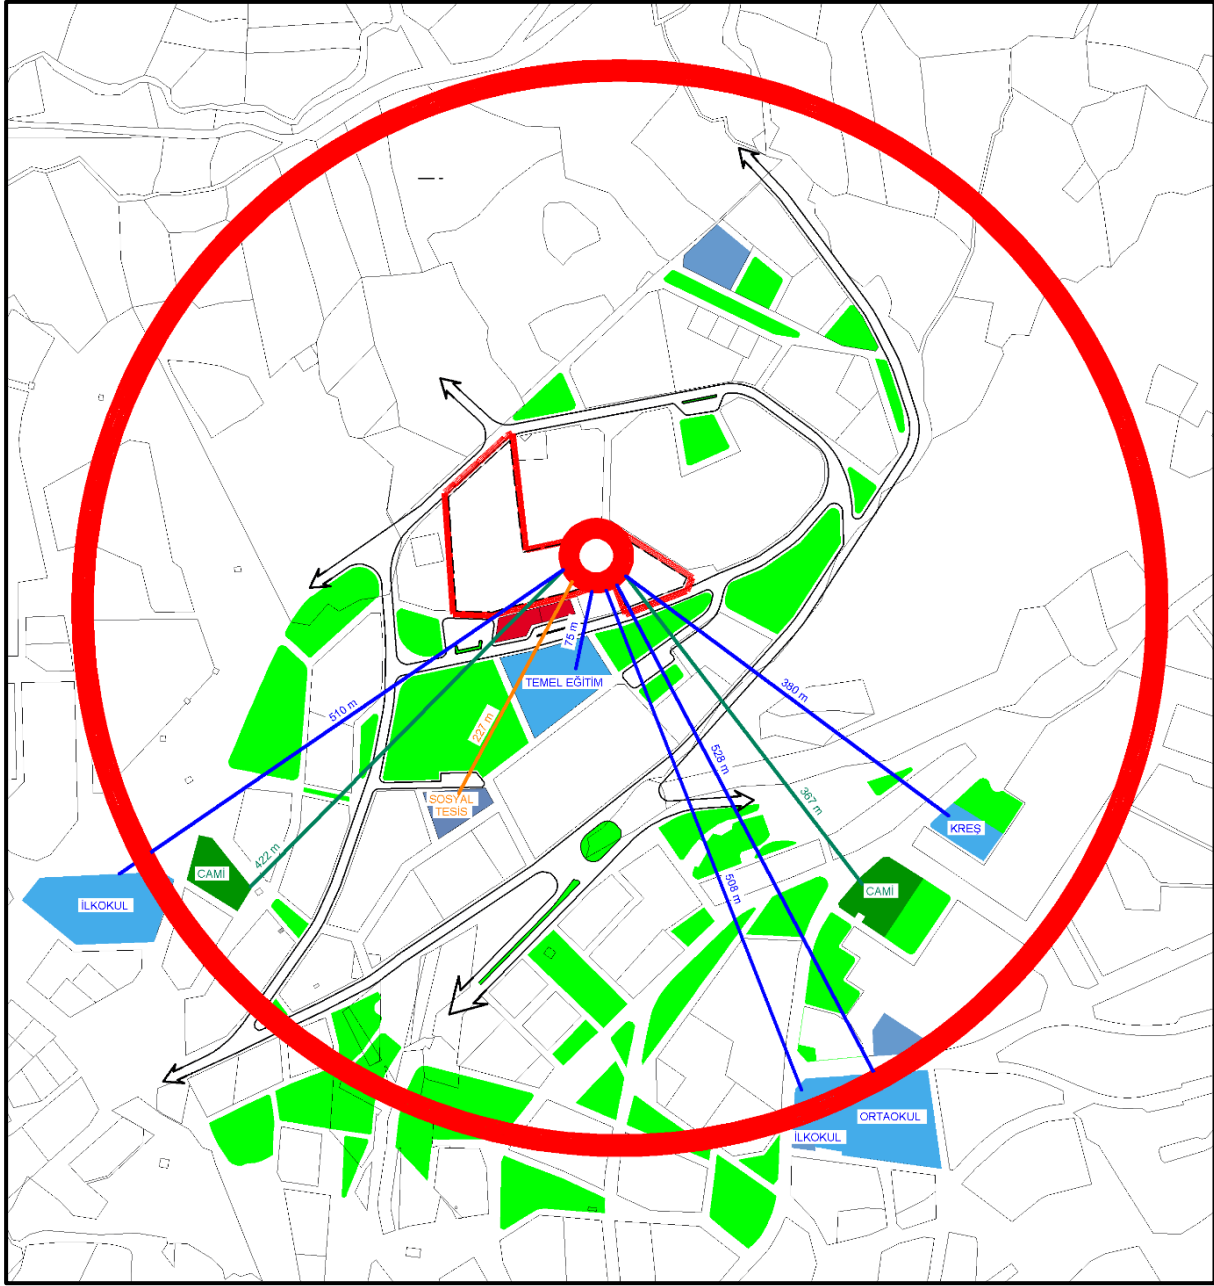 75 m
TEMEL EĞİTİM
380 m
510 m
227 m
528 m
SOSYAL
TESİS
367 m
KREŞ
422 m
CAMİ
508 m
CAMİ
İLKOKUL
ORTAOKUL
İLKOKUL